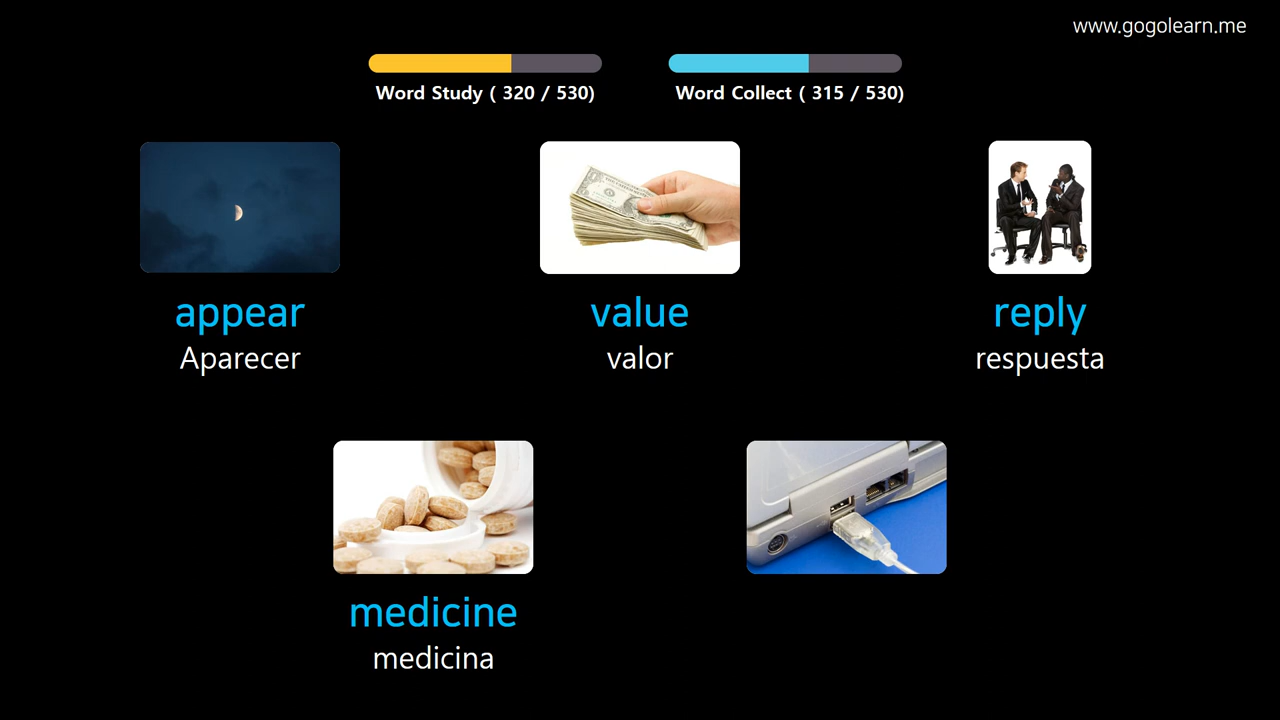 www.gogolearn.me
Word Study ( 320 / 530)
Word Collect ( 315 / 530)
appear
Aparecer
value
valor
reply
respuesta
medicine
medicina